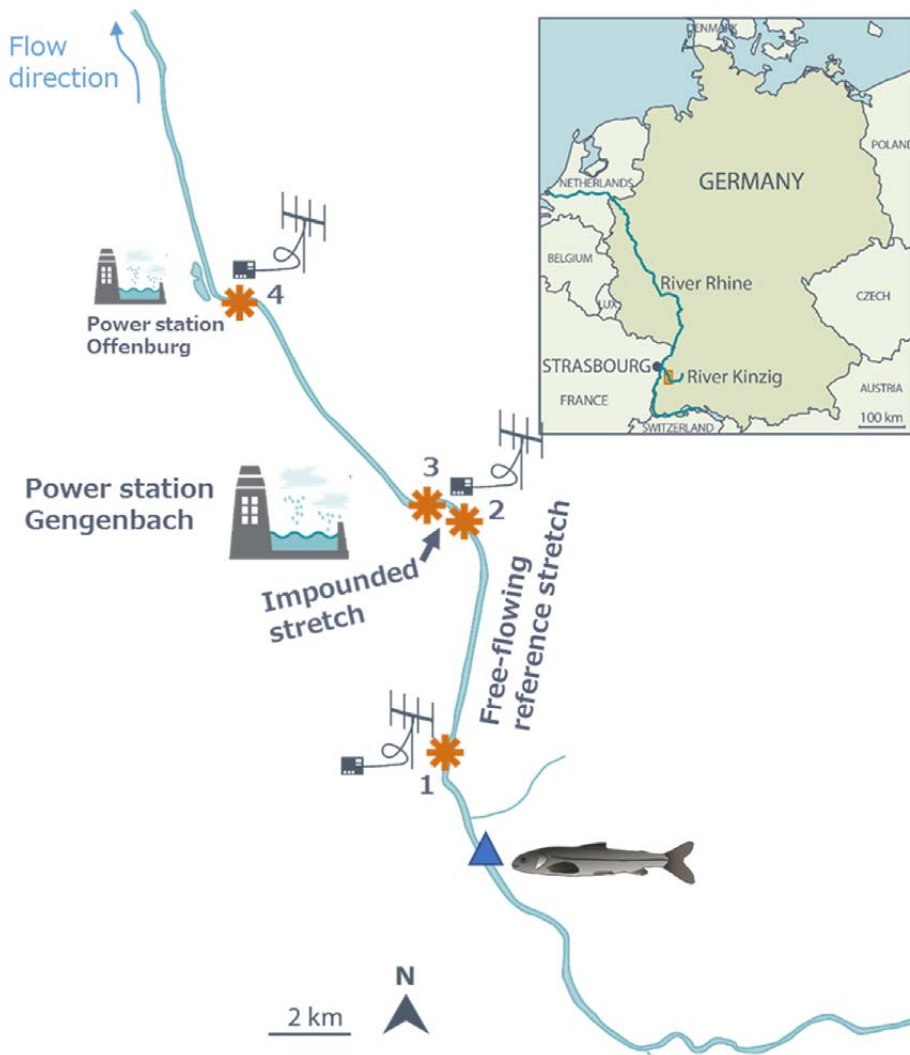 Flow
direction
DENMARK
POLAND
NETHERLANDS
GERMANY
BELGIUM
River Rhine
LUX
CZECH
STRASBOURG
River Kinzig
FRANCE
AUSTRIA
SWITZERLAND
100 km
4
Power station
Offenburg
3
2
Power station
Gengenbach
Impounded
stretch
Free-flowing
reference stretch
1
N
2 km